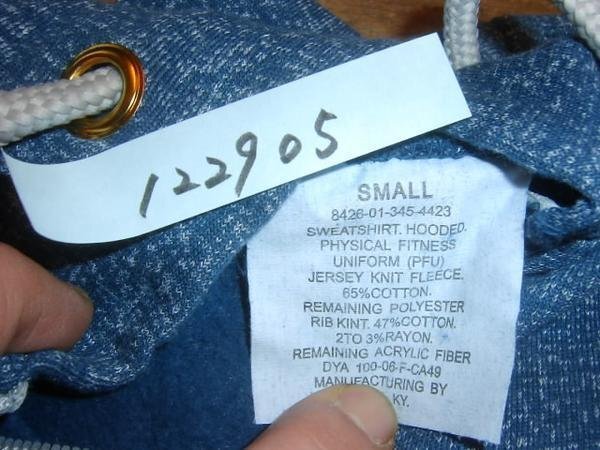 122905
SMALL
8426-01-345-4423
SWEATSHIRT. HOODED.
PHYSICAL FITNESS
UNIFORM (PFU)
JERSEY KNIT FLEECE.
65%COTTON.
REMAINING POLYESTER
RIB KINT. 47%COTTON.
2TO 3%RAYON.
REMAINING ACRYLIC FIBER
DYA 100-06-F-CA49
MANUFACTURING BY
KY.